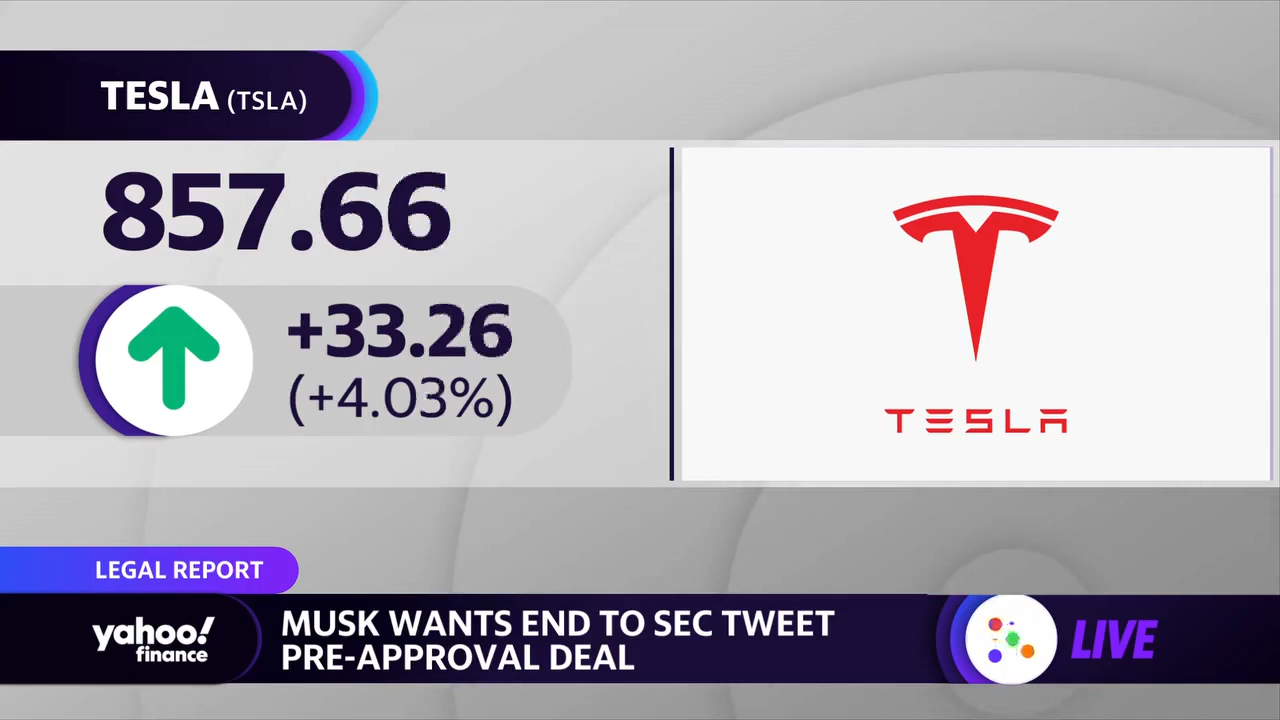 TESLA (TSLA)
857.66
+33.26
(+4.03%)
TESLA
LEGAL REPORT
yahoo!
finance
MUSK WANTS END TO SEC TWEET
PRE-APPROVAL DEAL
LIVE